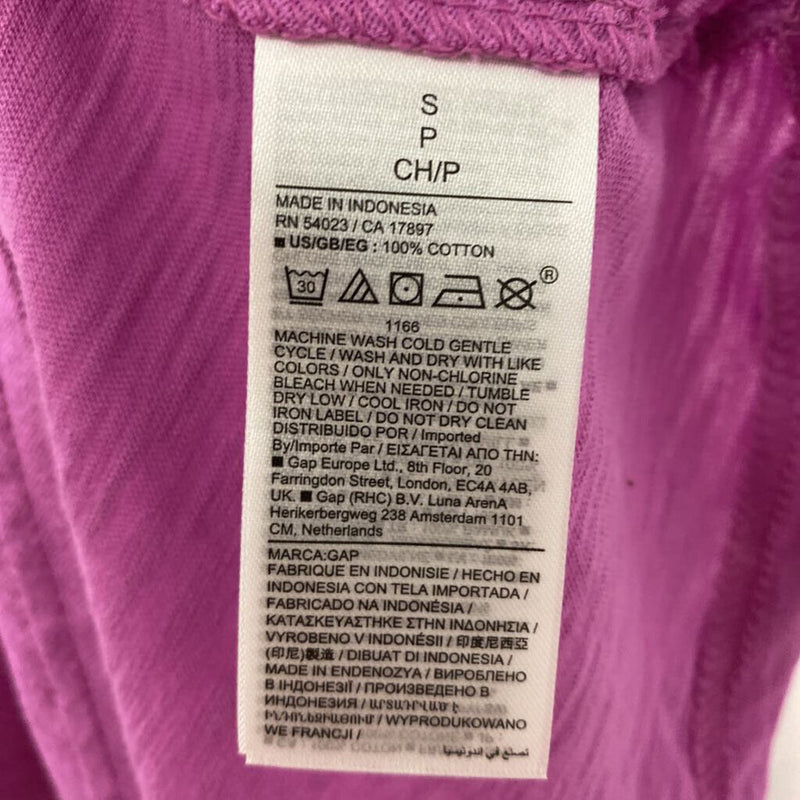 S
P
CH/P
MADE IN INDONESIA
RN 54023 / CA 17897
■ US/GB/EG : 100% COTTON
30 ®
1166
MACHINE WASH COLD GENTLE
CYCLE / WASH AND DRY WITH LIKE
COLORS / ONLY NON-CHLORINE
BLEACH WHEN NEEDED / TUMBLE
DRY LOW / COOL IRON / DO NOT
IRON LABEL / DO NOT DRY CLEAN
DISTRIBUIDO POR / Imported
By/Importe Par / ΕΙΣΑΓΕΤΑΙ ΑΠΟ ΤΗΝ:
■ Gap Europe Ltd., 8th Floor, 20
Farringdon Street, London, EC4A 4AB,
UK. ■ Gap (RHC) B.V. Luna ArenA
Herikerbergweg 238 Amsterdam 1101
CM, Netherlands
MARCA:GAP
FABRIQUE EN INDONISIE / HECHO EN
INDONESIA CON TELA IMPORTADA /
FABRICADO NA INDONÉSIA /
ΚΑΤΑΣΚΕΥΑΣΤΗΚΕ ΣΤΗΝ ΙΝΔΟΝΗΣΙΑ /
VYROBENO V INDONÉSII / 印度尼西亞
(印尼)製造 / DIBUAT DI INDONESIA /
MADE IN ENDENOZYA / ВИРОБЛЕНО
В ІНДОНЕЗІЇ / ПРОИЗВЕДЕНО В
ИНДОНЕЗИЯ / ԱՐՏԱԴՐՎԱԾ Է
ԻՆԴՈՆԵԶԻԱՅՈՒՄ / WYPRODUKOWANO
WE FRANCJI /
تصنع في اندونيسيا